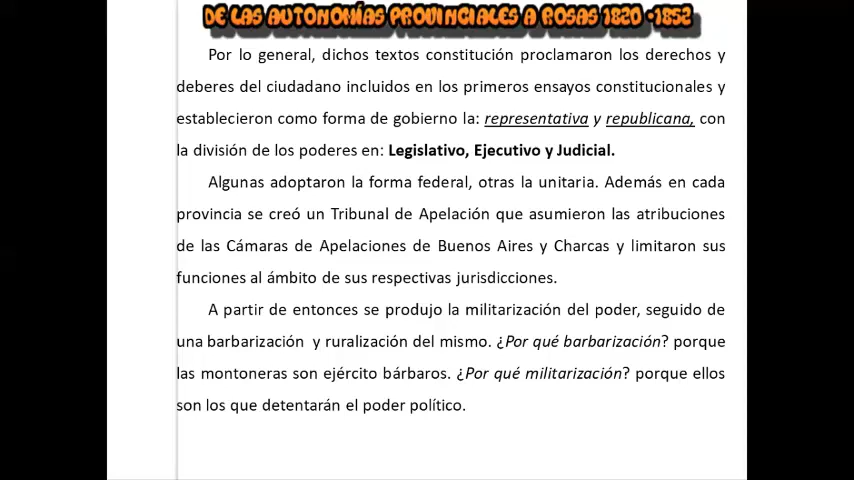 DE LAS AUTONOMÍAS PROVINCIALES A ROSAS 1820 -1852
Por lo general, dichos textos constitución proclamaron los derechos y
deberes del ciudadano incluidos en los primeros ensayos constitucionales y
establecieron como forma de gobierno la: representativa y republicana, con
la división de los poderes en: Legislativo, Ejecutivo y Judicial.
Algunas adoptaron la forma federal, otras la unitaria. Además en cada
provincia se creó un Tribunal de Apelación que asumieron las atribuciones
de las Cámaras de Apelaciones de Buenos Aires y Charcas y limitaron sus
funciones al ámbito de sus respectivas jurisdicciones.
A partir de entonces se produjo la militarización del poder, seguido de
una barbarización y ruralización del mismo. ¿Por qué barbarización? porque
las montoneras son ejército bárbaros. ¿Por qué militarización? porque ellos
son los que detentarán el poder político.